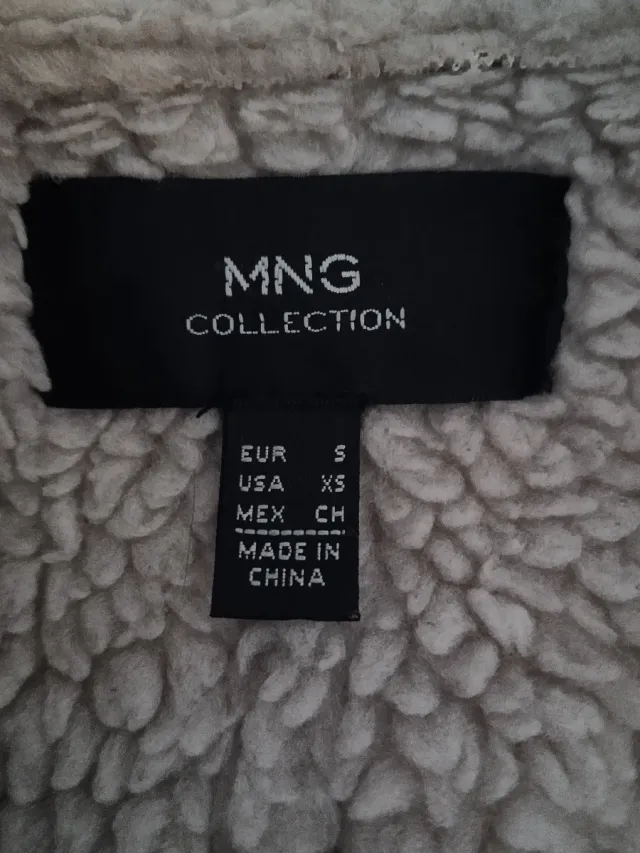 MNG
COLLECTION
EUR S
USA XS
MEX CH
MADE IN
CHINA